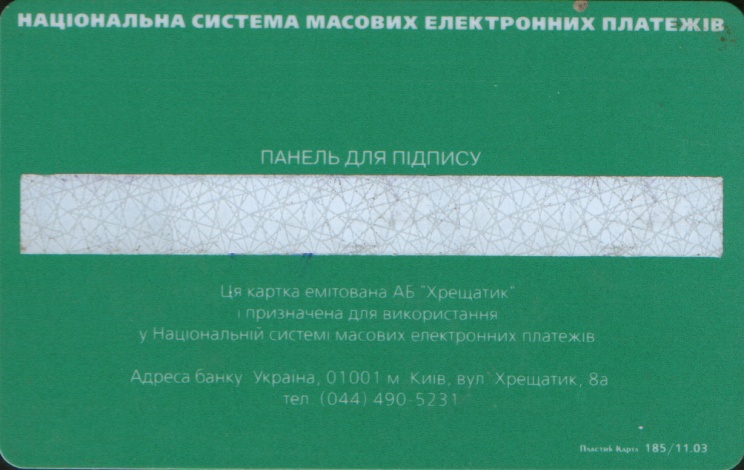 НАЦІОНАЛЬНА СИСТЕМА МАСОВИХ ЕЛЕКТРОННИХ ПЛАТЕЖІВ
ПАНЕЛЬ ДЛЯ ПІДПИСУ
Ця картка емітована АБ "Хрещатик"
і призначена для використання
у Національній системі масових електронних платежів
Адреса банку Україна, 01001 м. Київ, вул. Хрещатик, 8а
тел. (044) 490-5231
Пластик Карта 185/11.03